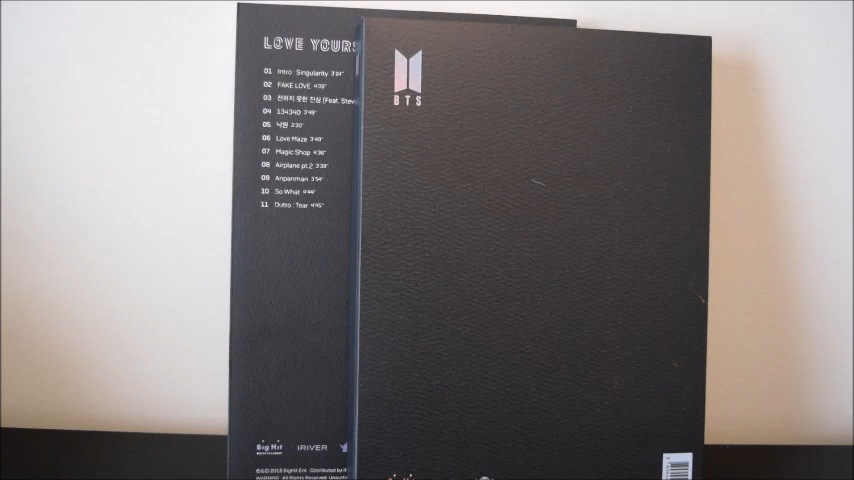 LOVE YOURS
01 Intro : Singularity 3'14"
02 FAKE LOVE 4'02"
03 전하지 못한 진심 (Feat. Steve
04 134340 3'49"
05 낙원 3'30"
06 Love Maze 3'40"
07 Magic Shop 4'36"
08 Airplane pt.2 3'39"
09 Anpanman 3'54"
10 So What 4'44"
11 Outro : Tear 4'45"
BTS
Big Hit
IRIVER
2018 BigHit Ent. Distributed by
WARNING. All Rights Reserved.